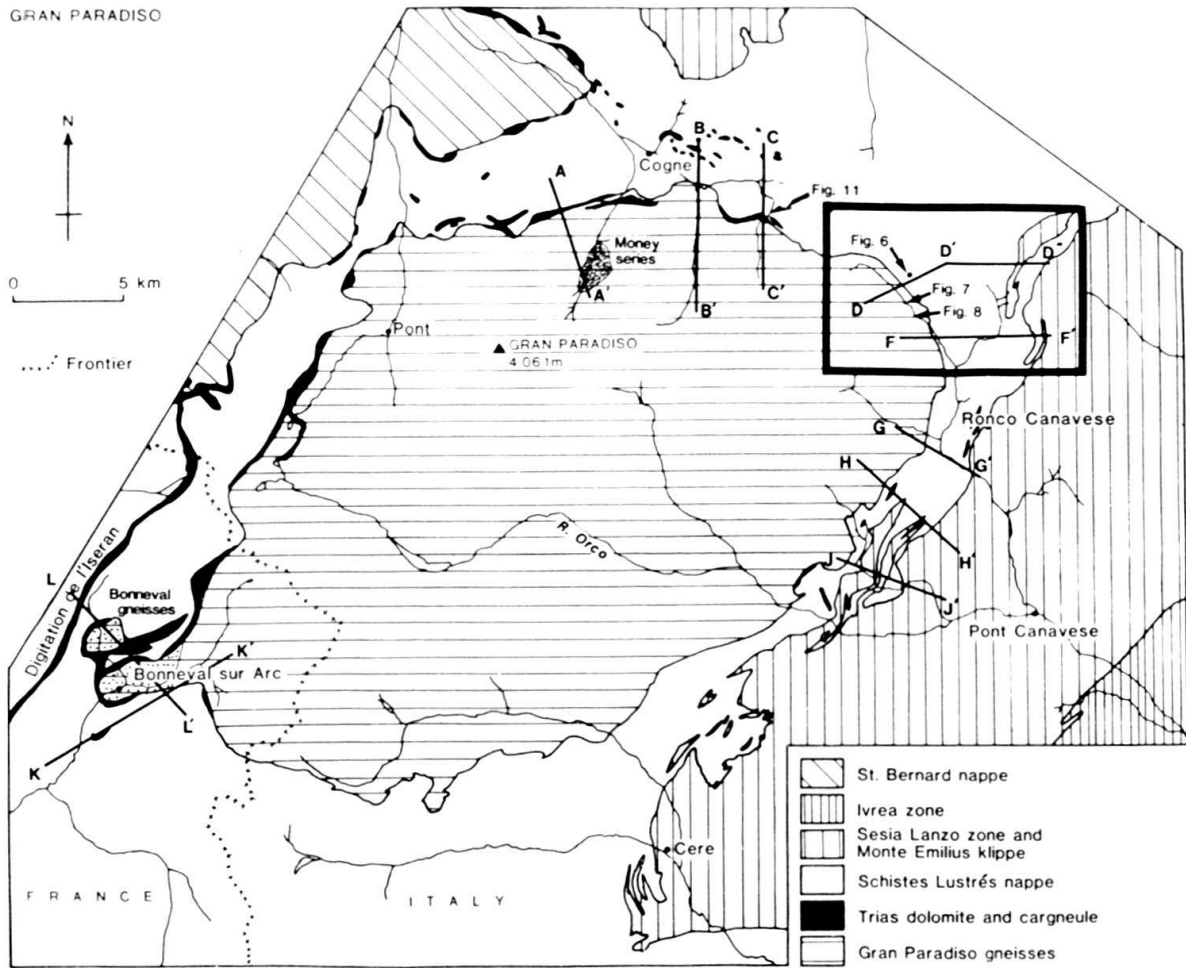 GRAN PARADISO
N
0 5 km
Frontier
A
B
C
Cogne
Fig. 11
Money
series
A'
B'
C'
Fig. 6
D'
D"
Fig. 7
D
Fig. 8
F
F'
Pont
GRAN PARADISO
4 061m
Ronco Canavese
G
G'
H
H'
R. Orco
J
J'
Pont Canavese
Digitation de l'Iseran
L
Bonneval
gneisses
K'
Bonneval sur Arc
L'
K
Cere
FRANCE
ITALY
St. Bernard nappe
Ivrea zone
Sesia Lanzo zone and
Monte Emilius klippe
Schistes Lustrés nappe
Trias dolomite and cargneule
Gran Paradiso gneisses